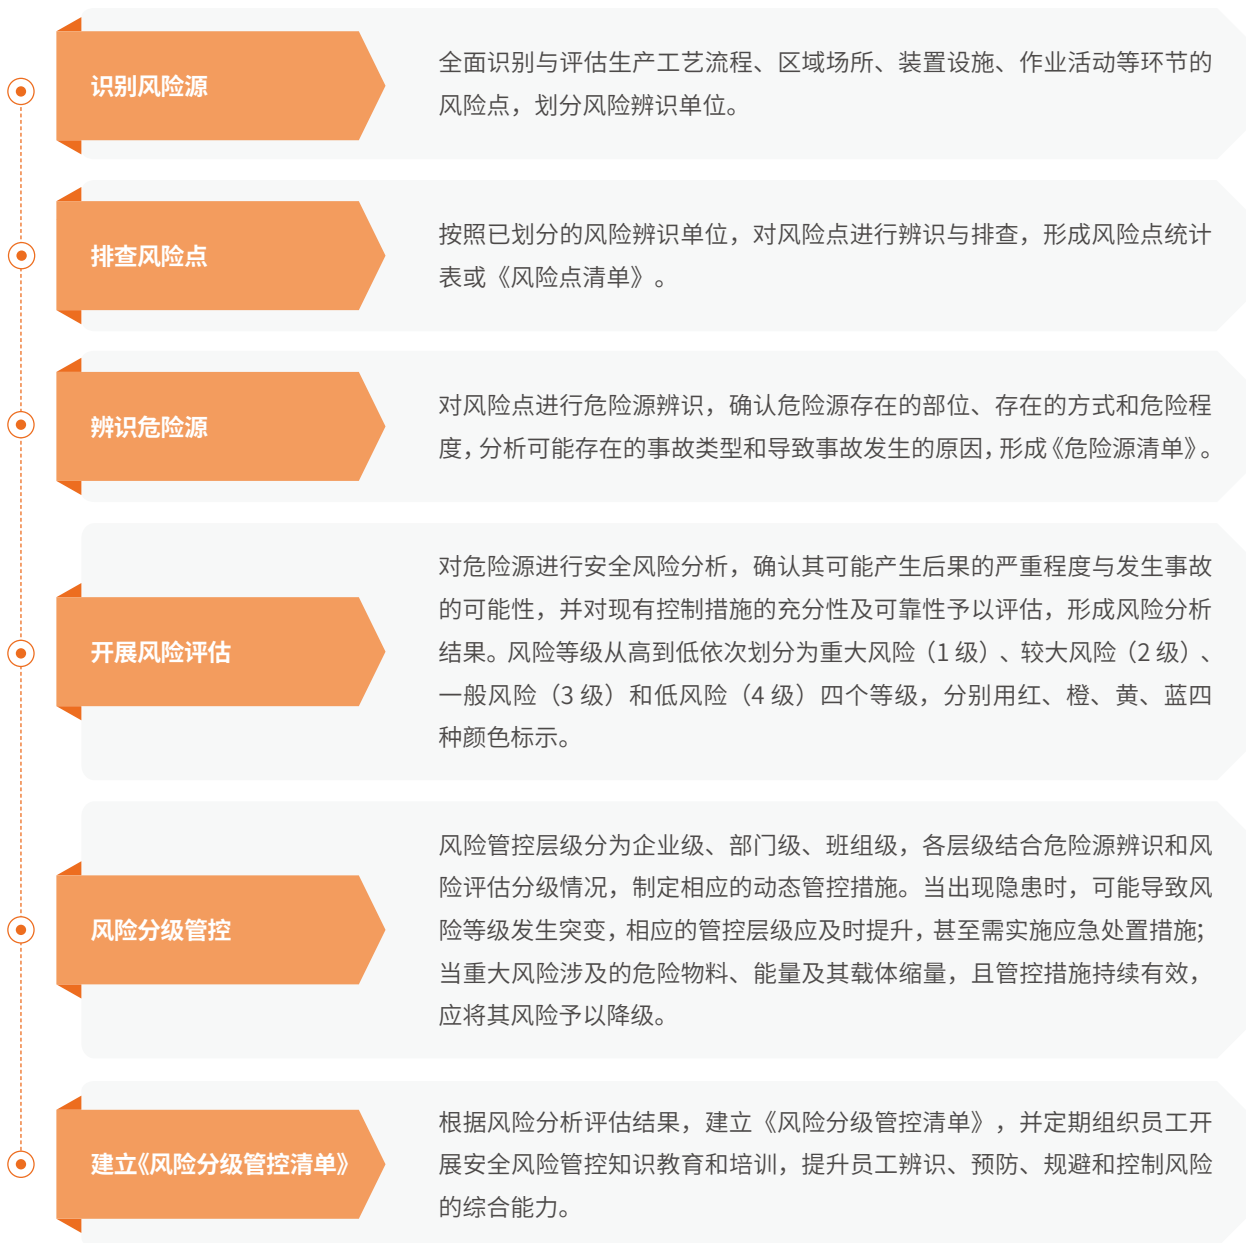 识别风险源
全面识别与评估生产工艺流程、区域场所、装置设施、作业活动等环节的
风险点，划分风险辨识单位。
排查风险点
按照已划分的风险辨识单位，对风险点进行辨识与排查，形成风险点统计
表或《风险点清单》。
辨识危险源
对风险点进行危险源辨识，确认危险源存在的部位、存在的方式和危险程
度，分析可能存在的事故类型和导致事故发生的原因，形成《危险源清单》。
开展风险评估
对危险源进行安全风险分析，确认其可能产生后果的严重程度与发生事故
的可能性，并对现有控制措施的充分性及可靠性予以评估，形成风险分析
结果。风险等级从高到低依次划分为重大风险（1 级）、较大风险（2 级）、
一般风险（3 级）和低风险（4 级）四个等级，分别用红、橙、黄、蓝四
种颜色标示。
风险分级管控
风险管控层级分为企业级、部门级、班组级，各层级结合危险源辨识和风
险评估分级情况，制定相应的动态管控措施。当出现隐患时，可能导致风
险等级发生突变，相应的管控层级应及时提升，甚至需实施应急处置措施；
当重大风险涉及的危险物料、能量及其载体缩量，且管控措施持续有效，
应将其风险予以降级。
建立《风险分级管控清单》
根据风险分析评估结果，建立《风险分级管控清单》，并定期组织员工开
展安全风险管控知识教育和培训，提升员工辨识、预防、规避和控制风险
的综合能力。